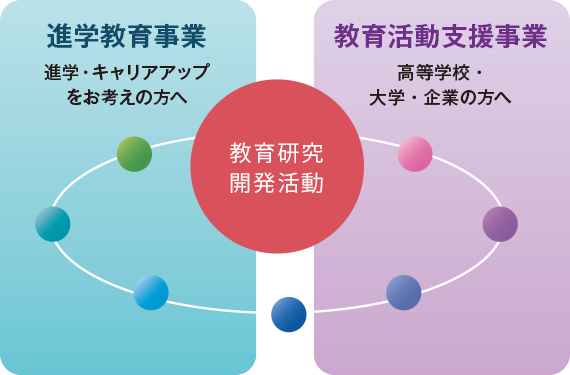 進学教育事業
進学・キャリアアップ
をお考えの方へ
教育活動支援事業
高等学校・
大学・企業の方へ
教育研究
開発活動